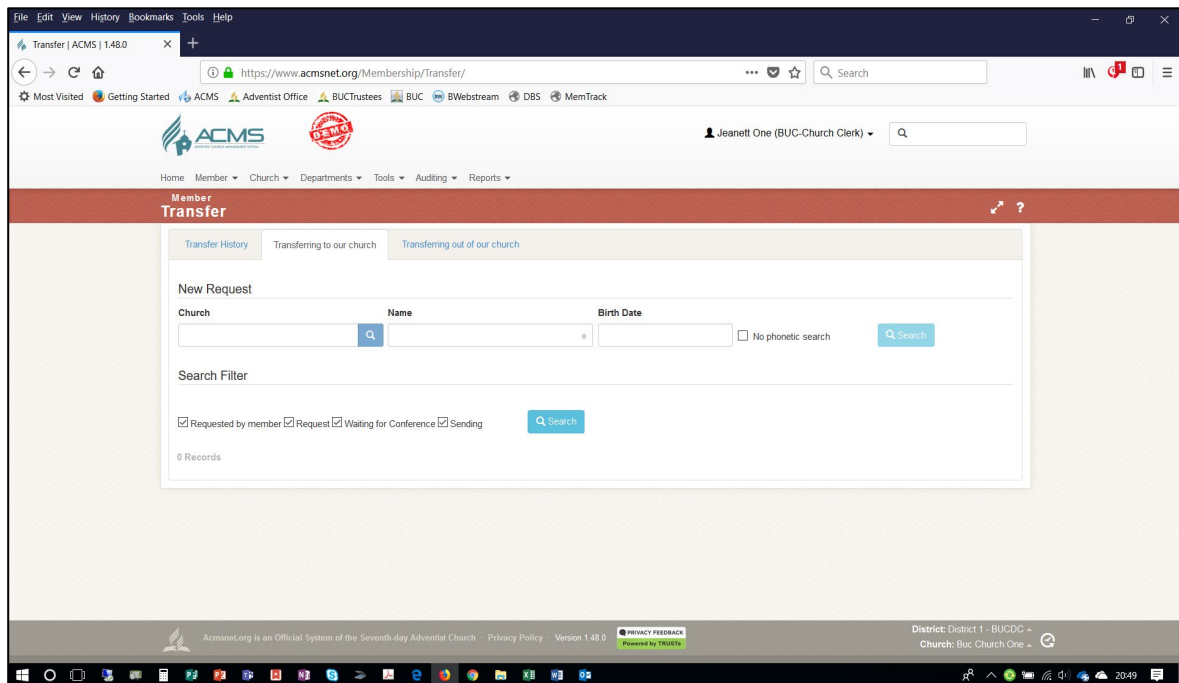 File Edit View History Bookmarks Tools Help
Transfer | ACMS | 1.48.0
https://www.acmsnet.org/Membership/Transfer/
Search
1
Most Visited Getting Started ACMS Adventist Office BUCTrustees BUC BWebstream DBS MemTrack
ACMS
ADVENTIST CHURCH MANAGEMENT SYSTEM
DEMO
Jeanett One (BUC-Church Clerk)
Home Member Church Departments Tools Auditing Reports
Member
Transfer
?
Transfer History Transferring to our church Transferring out of our church
New Request
Church Name Birth Date
No phonetic search Search
Search Filter
Requested by member Request Waiting for Conference Sending Search
0 Records
Acmsnet.org is an Official System of the Seventh-day Adventist Church - Privacy Policy - Version 1.48.0
PRIVACY FEEDBACK
Powered by TRUSTe
District: District 1 - BUCDC
Church: Buc Church One
20:49